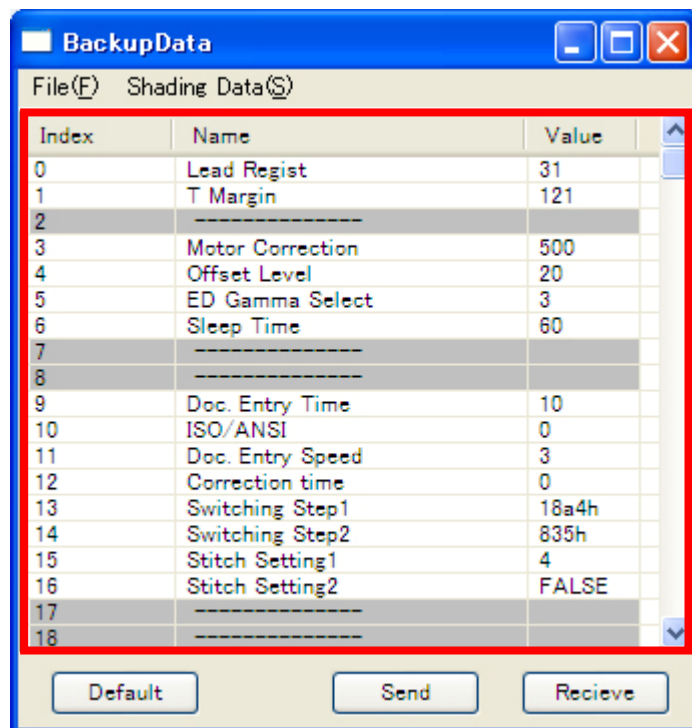 BackupData
File(F) Shading Data(S)
Index Name Value
0 Lead Regist 31
1 T Margin 121
2 --------------
3 Motor Correction 500
4 Offset Level 20
5 ED Gamma Select 3
6 Sleep Time 60
7 --------------
8 --------------
9 Doc. Entry Time 10
10 ISO/ANSI 0
11 Doc. Entry Speed 3
12 Correction time 0
13 Switching Step1 18a4h
14 Switching Step2 835h
15 Stitch Setting1 4
16 Stitch Setting2 FALSE
17 --------------
18 --------------
Default Send Recieve